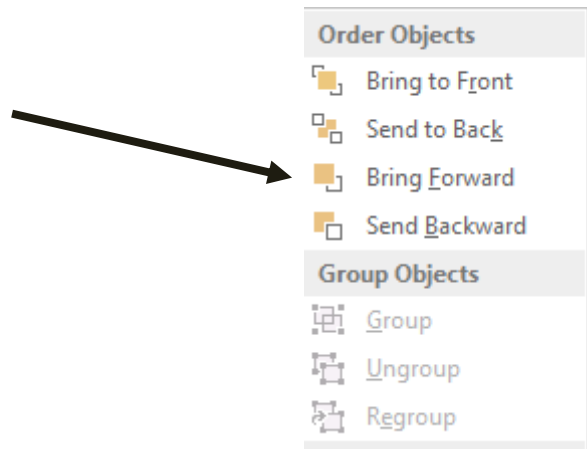 Order Objects
Bring to Front
Send to Back
Bring Forward
Send Backward
Group Objects
Group
Ungroup
Regroup